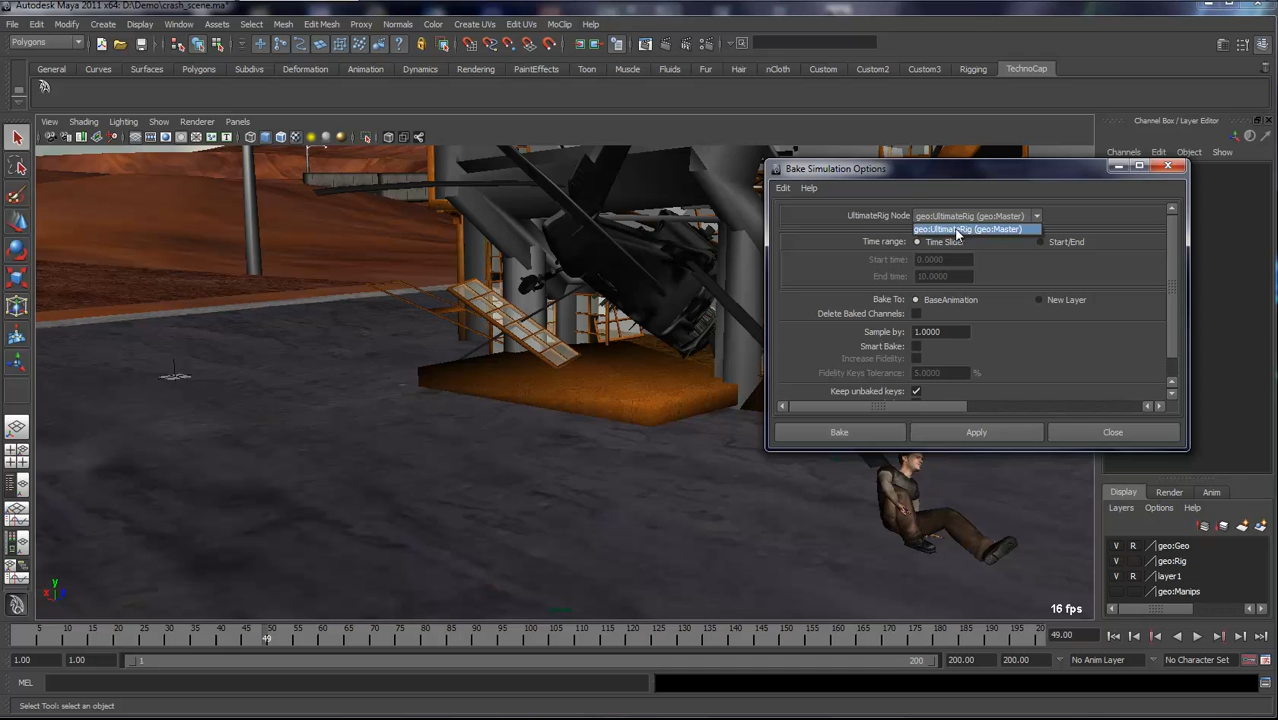 Autodesk Maya 2011 x64: D:\Demo\crash_scene.ma*
File Edit Modify Create Display Window Assets Select Mesh Edit Mesh Proxy Normals Color Create UVs Edit UVs MoClip Help
Polygons
General Curves Surfaces Polygons Subdivs Deformation Animation Dynamics Rendering PaintEffects Toon Muscle Fluids Fur Hair nCloth Custom Custom2 Custom3 Rigging TechnoCap
View Shading Lighting Show Renderer Panels
Channel Box / Layer Editor
Channels Edit Object Show
Bake Simulation Options
Edit Help
UltimateRig Node geo:UltimateRig (geo:Master)
geo:UltimateRig (geo:Master)
Time range: Time Slider Start/End
Start time: 0.0000
End time: 10.0000
Bake To: BaseAnimation New Layer
Delete Baked Channels:
Sample by: 1.0000
Smart Bake:
Increase Fidelity:
Fidelity Keys Tolerance: 5.0000 %
Keep unbaked keys:
Bake Apply Close
Display Render Anim
Layers Options Help
V R geo:Geo
V geo:Rig
V R layer1
geo:Manips
y
x z
16 fps
5 10 15 20 25 30 35 40 45 49 50 55 60 65 70 75 80 85 90 95 100 105 110 115 120 125 130 135 140 145 150 155 160 165 170 175 180 185 190 195 20
49.00
1.00 1.00 1 200 200.00 200.00 No Anim Layer No Character Set
MEL
Select Tool: select an object